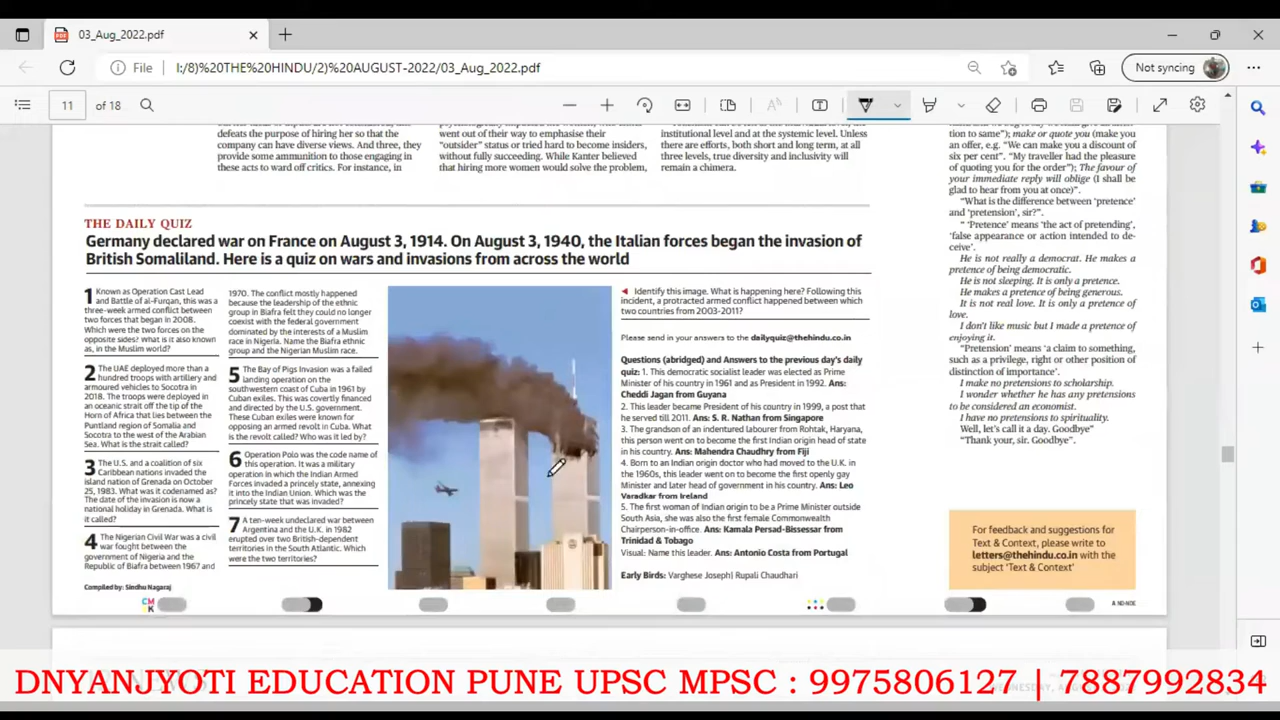 03_Aug_2022.pdf
File
I:/8)%20THE%20HINDU/2)%20AUGUST-2022/03_Aug_2022.pdf
Not syncing
11 of 18
defeats the purpose of hiring her so that the
company can have diverse views. And three, they
provide some ammunition to those engaging in
these acts to ward off critics. For instance, in
went out of their way to emphasise their
"outsider" status or tried hard to become insiders,
without fully succeeding. While Kanter believed
that hiring more women would solve the problem,
institutional level and at the systemic level. Unless
there are efforts, both short and long term, at all
three levels, true diversity and inclusivity will
remain a chimera.
THE DAILY QUIZ
Germany declared war on France on August 3, 1914. On August 3, 1940, the Italian forces began the invasion of
British Somaliland. Here is a quiz on wars and invasions from across the world
1 Known as Operation Cast Lead
and Battle of al-Furqan, this was a
three-week armed conflict between
two forces that began in 2008.
Which were the two forces on the
opposite sides? What is it also known
as, in the Muslim world?
2 The UAE deployed more than a
hundred troops with artillery and
armoured vehicles to Socotra in
2018. The troops were deployed in
an oceanic strait off the tip of the
Horn of Africa that lies between the
Puntland region of Somalia and
Socotra to the west of the Arabian
Sea. What is the strait called?
3 The U.S. and a coalition of six
Caribbean nations invaded the
island nation of Grenada on October
25, 1983. What was it codenamed as?
The date of the invasion is now a
national holiday in Grenada. What is
it called?
4 The Nigerian Civil War was a civil
war fought between the
government of Nigeria and the
Republic of Biafra between 1967 and
Compiled by: Sindhu Nagaraj
1970. The conflict mostly happened
because the leadership of the ethnic
group in Biafra felt they could no longer
coexist with the federal government
dominated by the interests of a Muslim
race in Nigeria. Name the Biafra ethnic
group and the Nigerian Muslim race.
5 The Bay of Pigs Invasion was a failed
landing operation on the
southwestern coast of Cuba in 1961 by
Cuban exiles. This was covertly financed
and directed by the U.S. government.
These Cuban exiles were known for
opposing an armed revolt in Cuba. What
is the revolt called? Who was it led by?
6 Operation Polo was the code name of
this operation. It was a military
operation in which the Indian Armed
Forces invaded a princely state, annexing
it into the Indian Union. Which was the
princely state that was invaded?
7 A ten-week undeclared war between
Argentina and the U.K. in 1982
erupted over two British-dependent
territories in the South Atlantic. Which
were the two territories?
Identify this image. What is happening here? Following this
incident, a protracted armed conflict happened between which
two countries from 2003-2011?
Please send in your answers to the dailyquiz@thehindu.co.in
Questions (abridged) and Answers to the previous day's daily
quiz: 1. This democratic socialist leader was elected as Prime
Minister of his country in 1961 and as President in 1992. Ans:
Cheddi Jagan from Guyana
2. This leader became President of his country in 1999, a post that
he served till 2011. Ans: S. R. Nathan from Singapore
3. The grandson of an indentured labourer from Rohtak, Haryana,
this person went on to become the first Indian origin head of state
in his country. Ans: Mahendra Chaudhry from Fiji
4. Born to an Indian origin doctor who had moved to the U.K. in
the 1960s, this leader went on to become the first openly gay
Minister and later head of government in his country. Ans: Leo
Varadkar from Ireland
5. The first woman of Indian origin to be a Prime Minister outside
South Asia, she was also the first female Commonwealth
Chairperson-in-office. Ans: Kamala Persad-Bissessar from
Trinidad & Tobago
Visual: Name this leader. Ans: Antonio Costa from Portugal
Early Birds: Varghese Joseph| Rupali Chaudhari
tion to same"); make or quote you (make you
an offer, e.g. "We can make you a discount of
six per cent". "My traveller had the pleasure
of quoting you for the order"); The favour of
your immediate reply will oblige (I shall be
glad to hear from you at once)".
"What is the difference between 'pretence'
and 'pretension', sir?".
" 'Pretence' means 'the act of pretending',
'false appearance or action intended to de-
ceive'.
He is not really a democrat. He makes a
pretence of being democratic.
He is not sleeping. It is only a pretence.
He makes a pretence of being generous.
It is not real love. It is only a pretence of
love.
I don't like music but I made a pretence of
enjoying it.
"Pretension' means 'a claim to something,
such as a privilege, right or other position of
distinction of importance'.
I make no pretensions to scholarship.
I wonder whether he has any pretensions
to be considered an economist.
I have no pretensions to spirituality.
Well, let's call it a day. Goodbye"
"Thank you, sir. Goodbye".
For feedback and suggestions for
Text & Context, please write to
letters@thehindu.co.in with the
subject 'Text & Context'
CM
K
A ND-NDE
DNYANJYOTI EDUCATION PUNE UPSC MPSC : 9975806127 | 7887992834